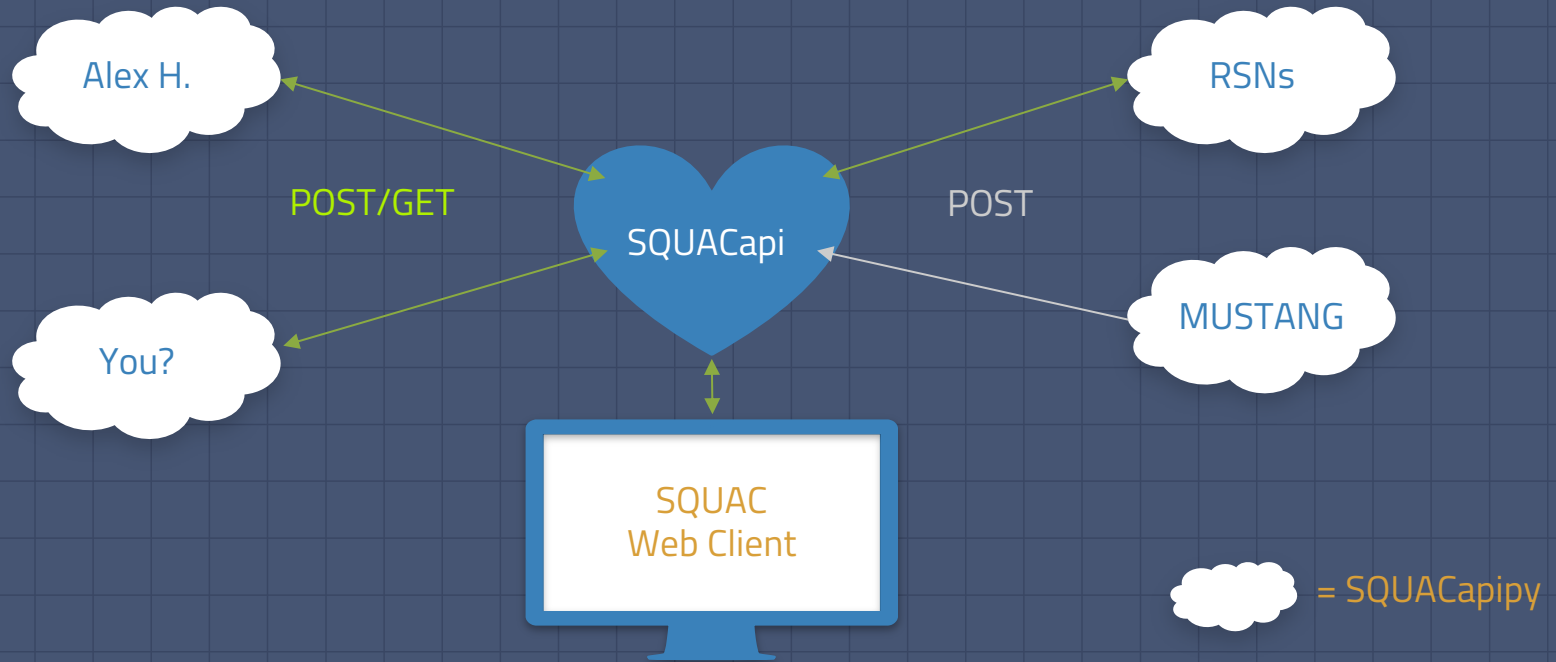 Alex H.
RSNs
POST/GET
POST
SQUACapi
You?
MUSTANG
SQUAC
Web Client
= SQUACapipy